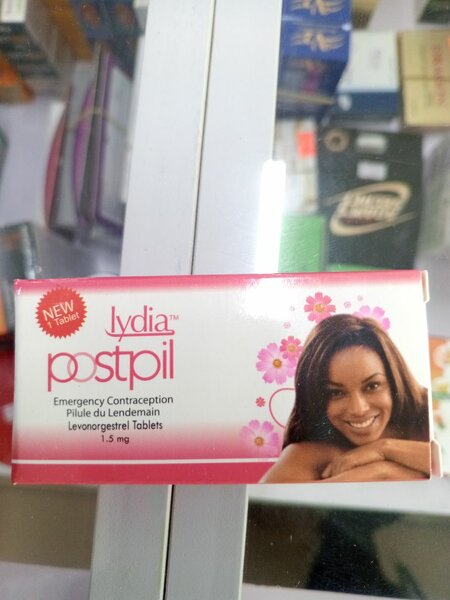 NEW
1 Tablet
lydia™
postpil
Emergency Contraception
Pilule du Lendemain
Levonorgestrel Tablets
1.5 mg